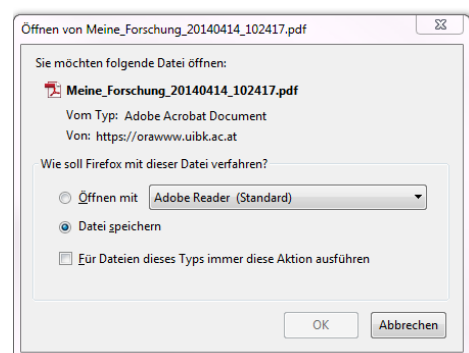 Öffnen von Meine_Forschung_20140414_102417.pdf
Sie möchten folgende Datei öffnen:
Meine_Forschung_20140414_102417.pdf
Vom Typ: Adobe Acrobat Document
Von: https://orawww.uibk.ac.at
Wie soll Firefox mit dieser Datei verfahren?
Öffnen mit Adobe Reader (Standard)
Datei speichern
Für Dateien dieses Typs immer diese Aktion ausführen
OK Abbrechen